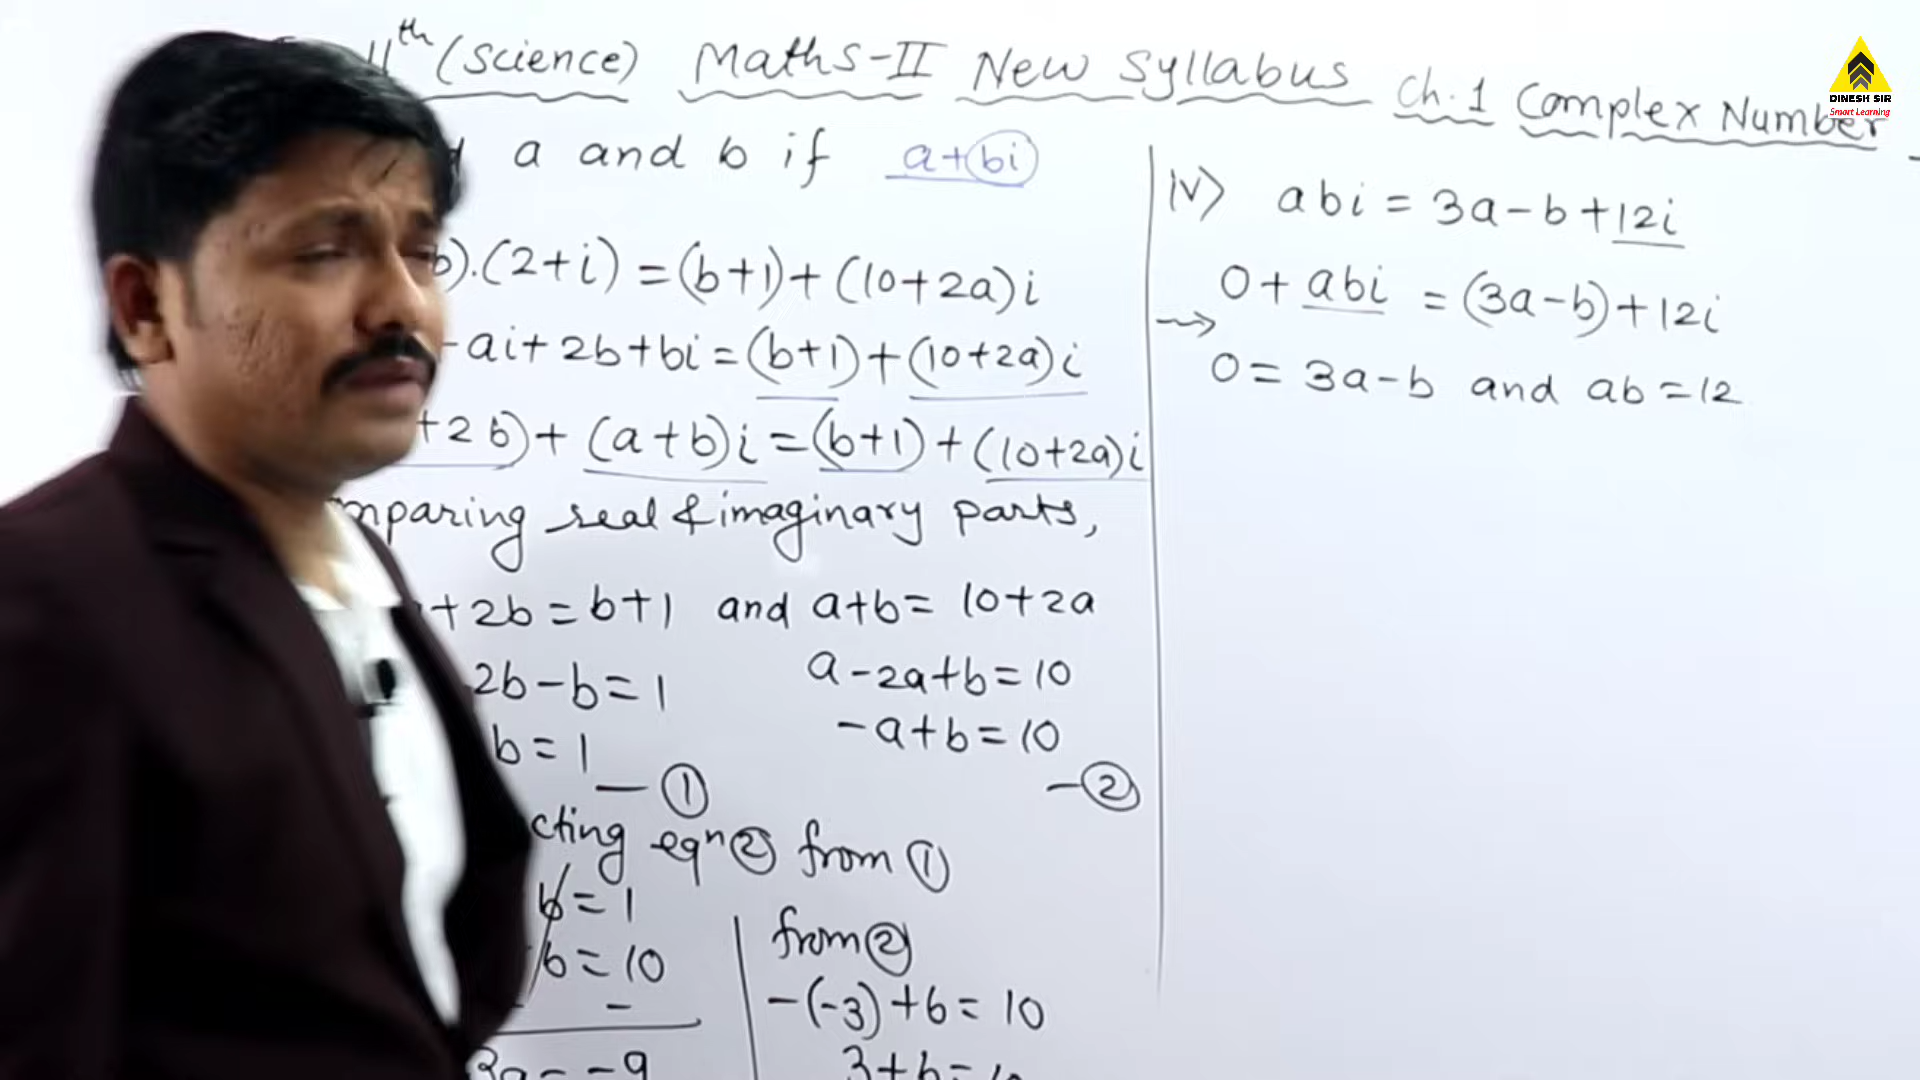 11th (Science) Maths-II New Syllabus Ch.1 Complex Number
DINESH SIR
Smart Learning
a and b if a+bi
b).(2+i) = (b+1)+(10+2a)i
-ai+2b+bi = (b+1)+(10+2a)i
+2b)+(a+b)i = (b+1)+(10+2a)i
mparing real & imaginary parts,
+2b = b+1 and a+b = 10+2a
2b-b = 1 a-2a+b = 10
b = 1 -a+b = 10
— ① — ②
cting eqn ② from ①
b = 1
b = 10
-
3a = -9
from ②
-(-3)+b = 10
3+b = 10
IV) abi = 3a-b+12i
0+abi = (3a-b)+12i
→ 0 = 3a-b and ab = 12